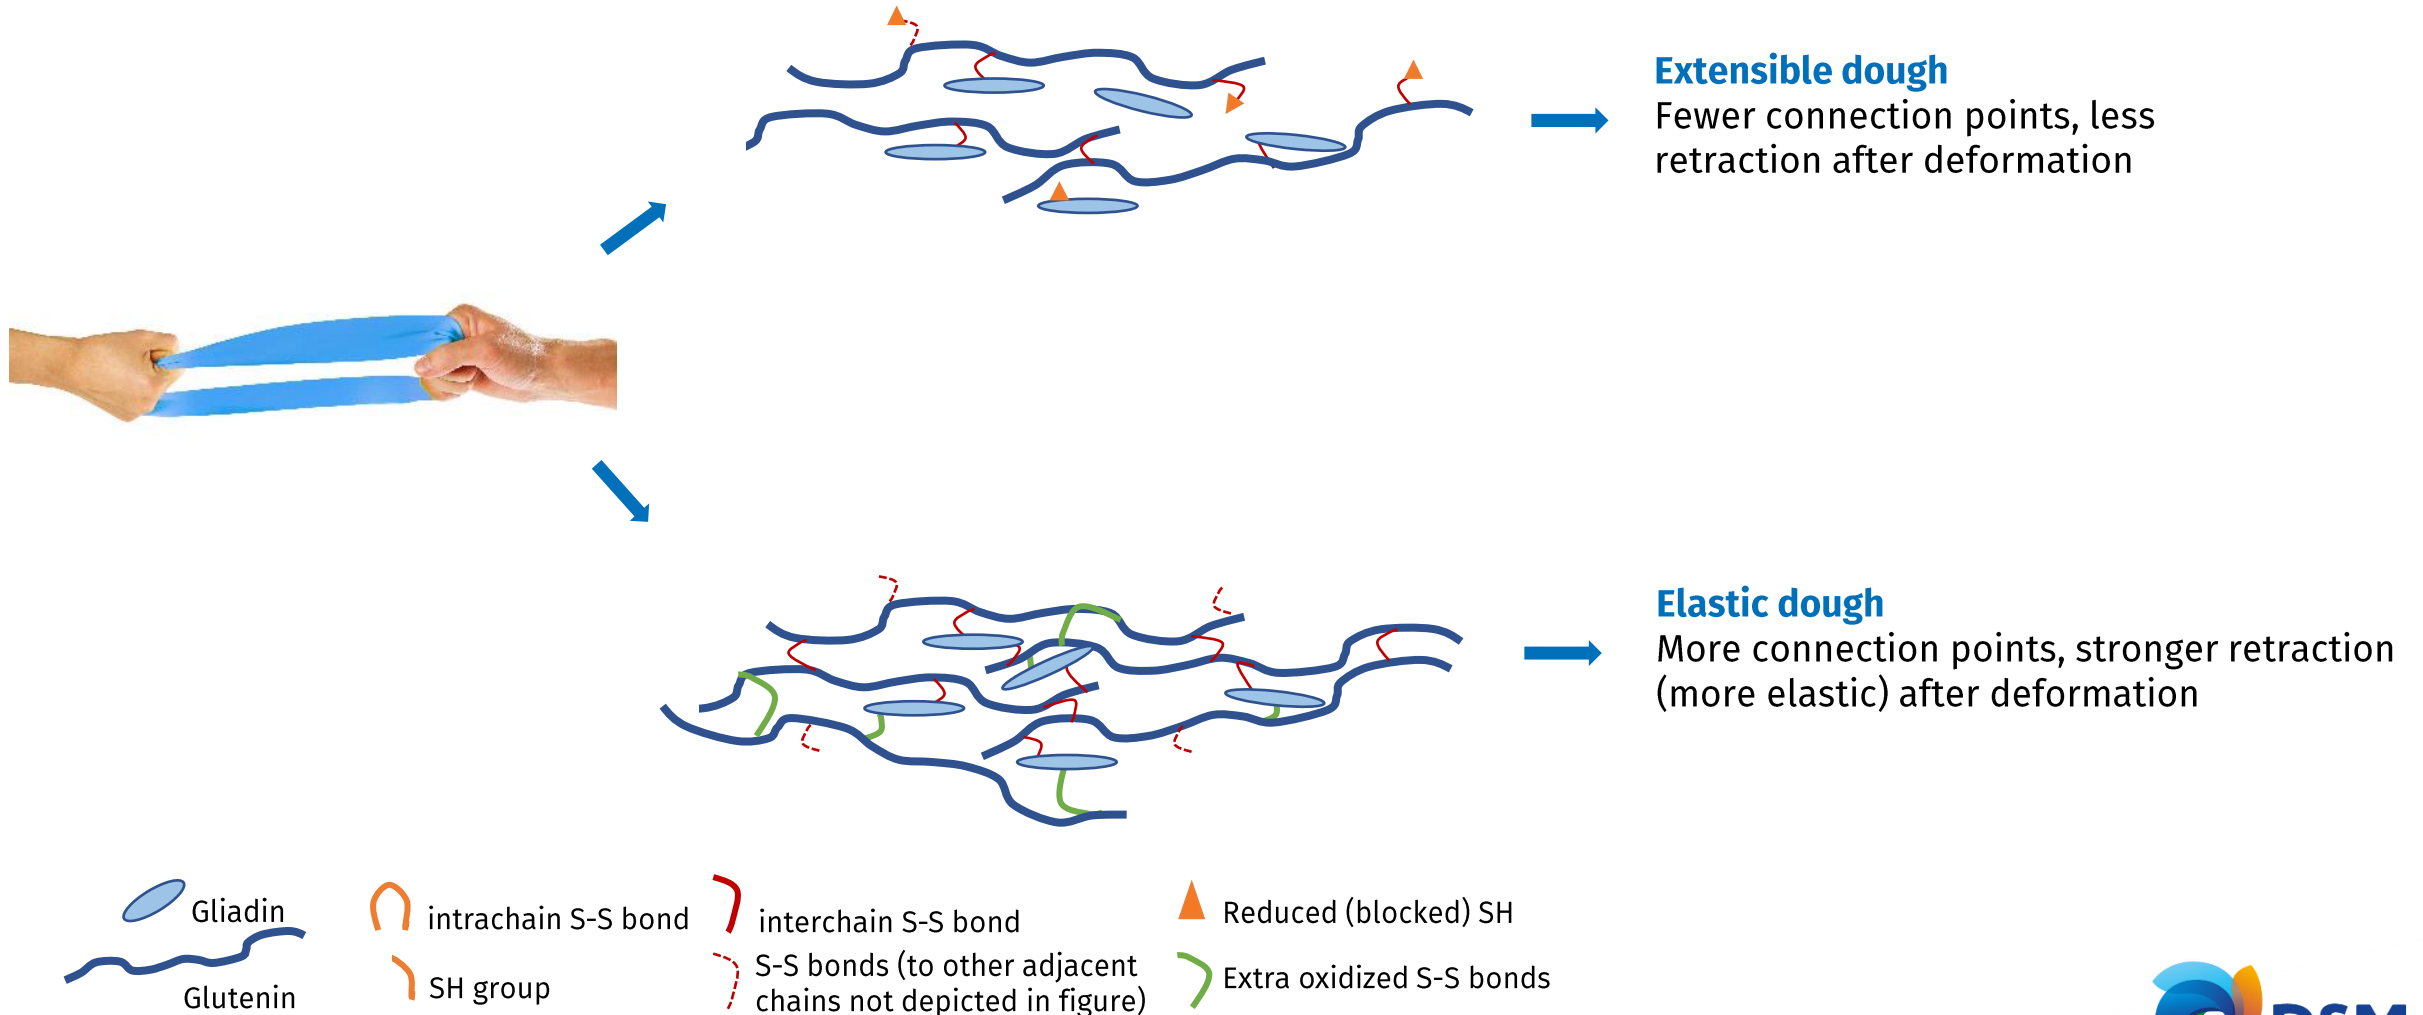 Extensible dough
Fewer connection points, less
retraction after deformation
Elastic dough
More connection points, stronger retraction
(more elastic) after deformation
Gliadin
Glutenin
intrachain S-S bond
SH group
interchain S-S bond
S-S bonds (to other adjacent
chains not depicted in figure)
Reduced (blocked) SH
Extra oxidized S-S bonds
DSM